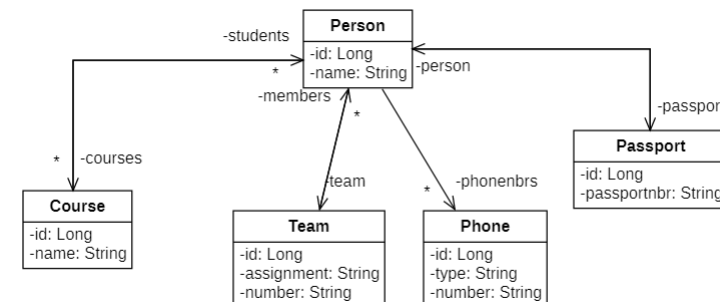 Person
-students
-id: Long
-name: String
-person
*
-members
*
-passpor
*
-courses
Passport
-id: Long
-passportnbr: String
-team
*
-phonenbrs
Course
-id: Long
-name: String
Team
-id: Long
-assignment: String
-number: String
Phone
-id: Long
-type: String
-number: String